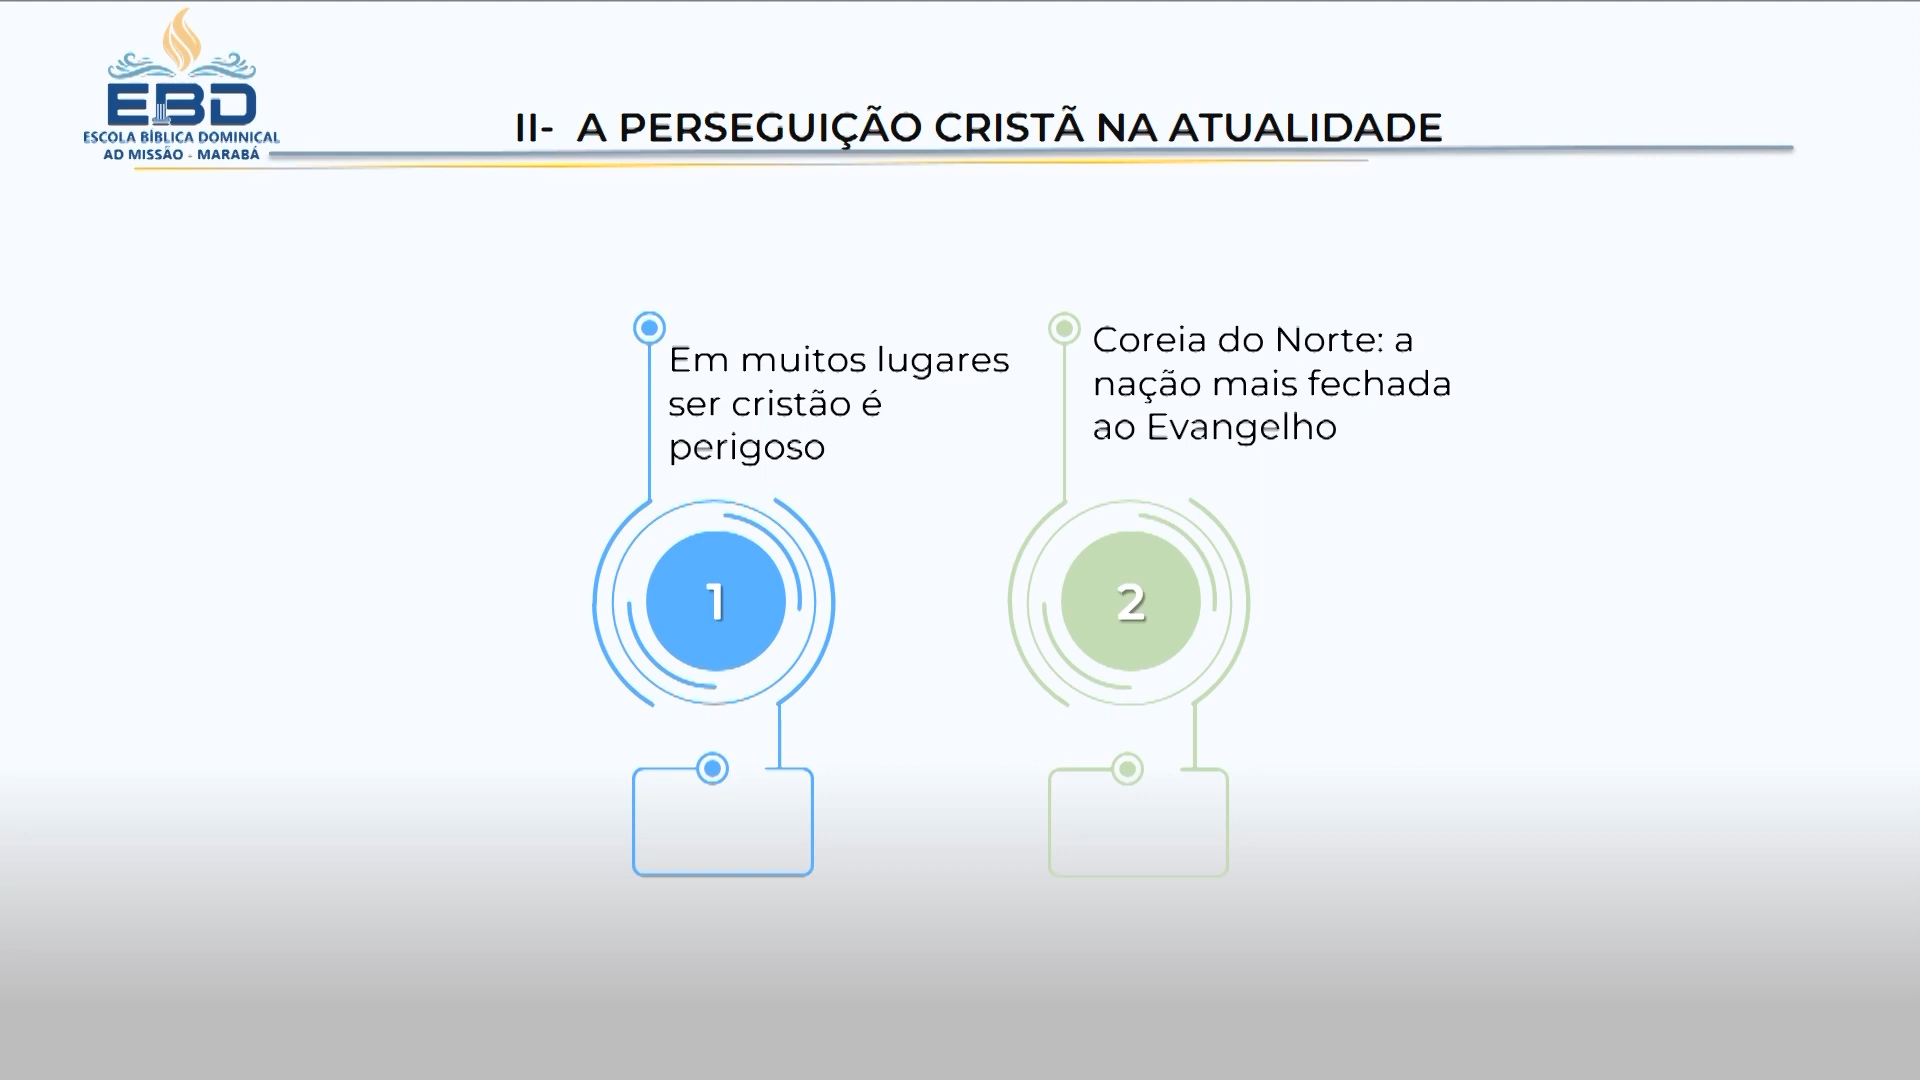 EBD
ESCOLA BÍBLICA DOMINICAL
AD MISSÃO - MARABÁ
II- A PERSEGUIÇÃO CRISTÃ NA ATUALIDADE
Em muitos lugares
ser cristão é
perigoso
Coreia do Norte: a
nação mais fechada
ao Evangelho
1
2